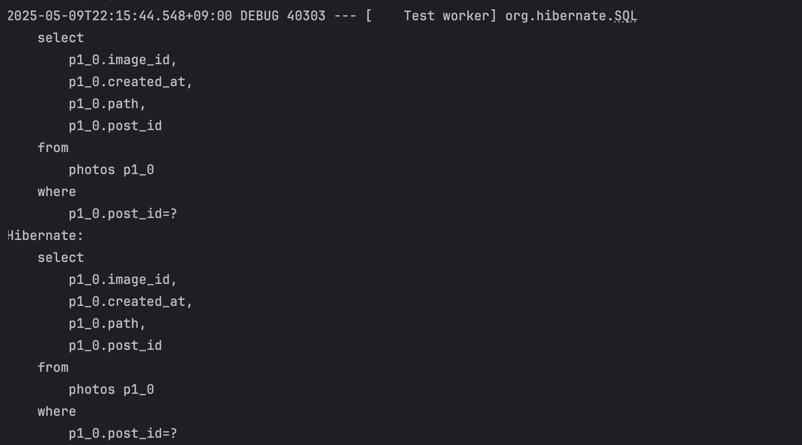 2025-05-09T22:15:44.548+09:00 DEBUG 40303 --- [    Test worker] org.hibernate.SQL
    select
        p1_0.image_id,
        p1_0.created_at,
        p1_0.path,
        p1_0.post_id
    from
        photos p1_0
    where
        p1_0.post_id=?
Hibernate:
    select
        p1_0.image_id,
        p1_0.created_at,
        p1_0.path,
        p1_0.post_id
    from
        photos p1_0
    where
        p1_0.post_id=?